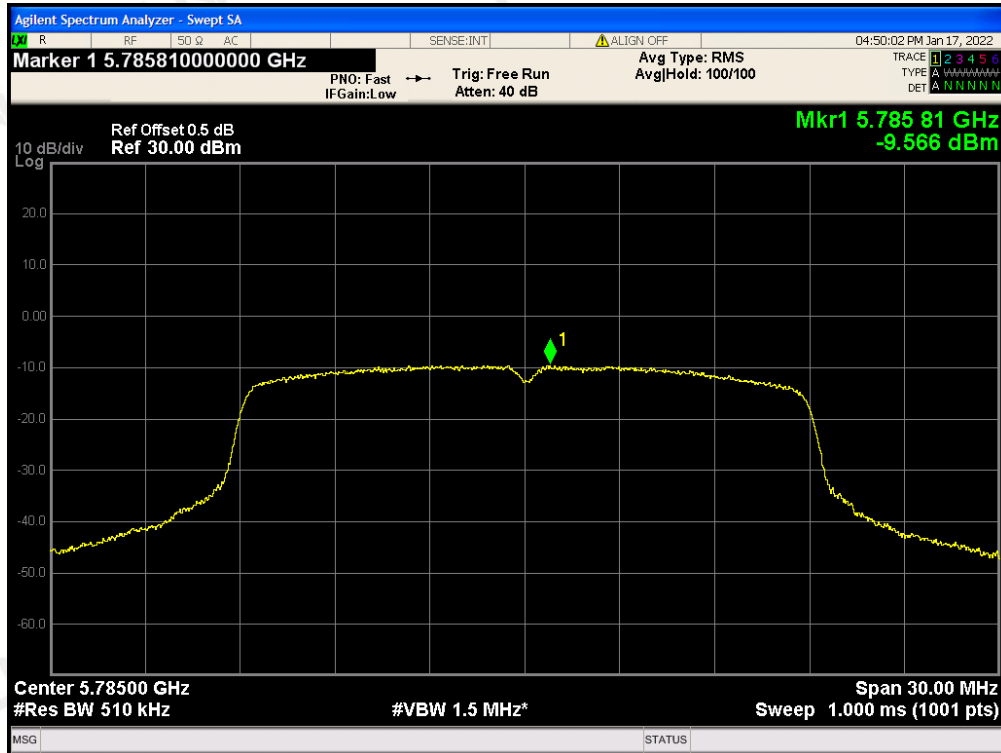 Agilent Spectrum Analyzer - Swept SA
LXI R RF 50 Ω AC SENSE:INT ALIGN OFF 04:50:02 PM Jan 17, 2022
Marker 1 5.785810000000 GHz
PNO: Fast Trig: Free Run Avg Type: RMS TRACE 1 2 3 4 5 6
IFGain:Low Atten: 40 dB Avg|Hold: 100/100 TYPE A
DET A N N N N N
Mkr1 5.785 81 GHz
-9.566 dBm
Ref Offset 0.5 dB
10 dB/div Ref 30.00 dBm
Log
20.0
10.0
0.00
1
-10.0
-20.0
-30.0
-40.0
-50.0
-60.0
Center 5.78500 GHz Span 30.00 MHz
#Res BW 510 kHz #VBW 1.5 MHz* Sweep 1.000 ms (1001 pts)
MSG STATUS